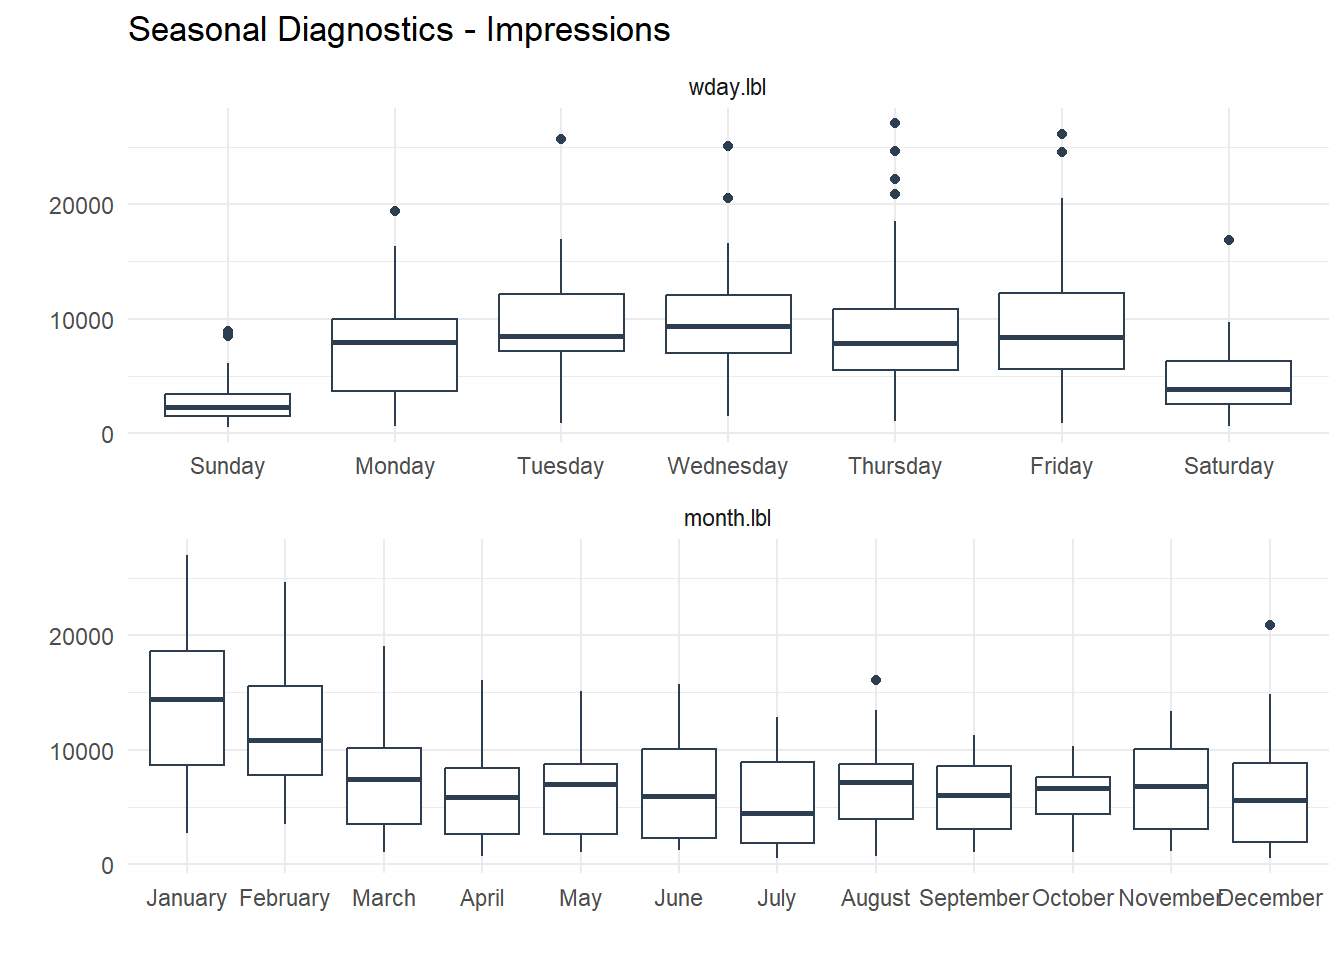 Seasonal Diagnostics - Impressions
wday.lbl
20000
10000
0
Sunday Monday Tuesday Wednesday Thursday Friday Saturday
month.lbl
20000
10000
0
January February March April May June July August September October November December